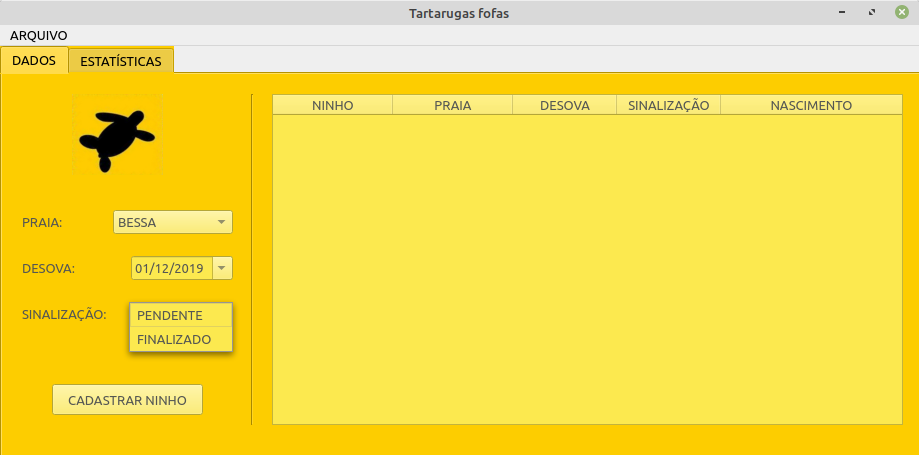 Tartarugas fofas
ARQUIVO
DADOS ESTATÍSTICAS
NINHO PRAIA DESOVA SINALIZAÇÃO NASCIMENTO
PRAIA: BESSA
DESOVA: 01/12/2019
SINALIZAÇÃO: PENDENTE
FINALIZADO
CADASTRAR NINHO